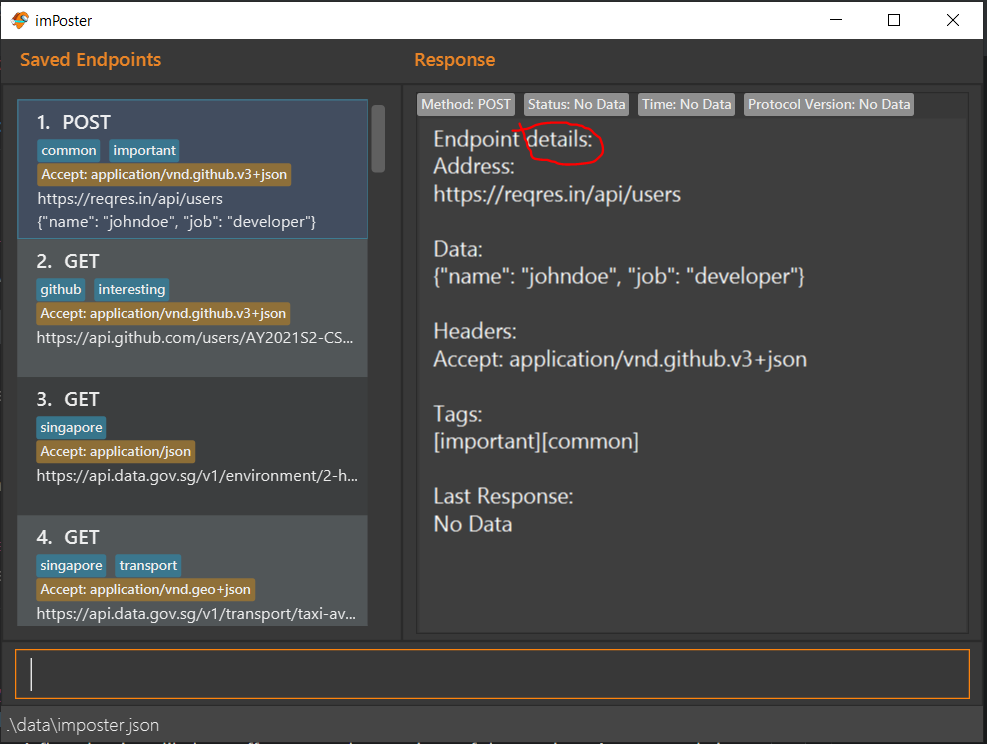 imPoster
Saved Endpoints
1. POST
common important
Accept: application/vnd.github.v3+json
https://reqres.in/api/users
{"name": "johndoe", "job": "developer"}
2. GET
github interesting
Accept: application/vnd.github.v3+json
https://api.github.com/users/AY2021S2-CS...
3. GET
singapore
Accept: application/json
https://api.data.gov.sg/v1/environment/2-h...
4. GET
singapore transport
Accept: application/vnd.geo+json
https://api.data.gov.sg/v1/transport/taxi-av...
Response
Method: POST Status: No Data Time: No Data Protocol Version: No Data
Endpoint details:
Address:
https://reqres.in/api/users
Data:
{"name": "johndoe", "job": "developer"}
Headers:
Accept: application/vnd.github.v3+json
Tags:
[important][common]
Last Response:
No Data
.\data\imposter.json